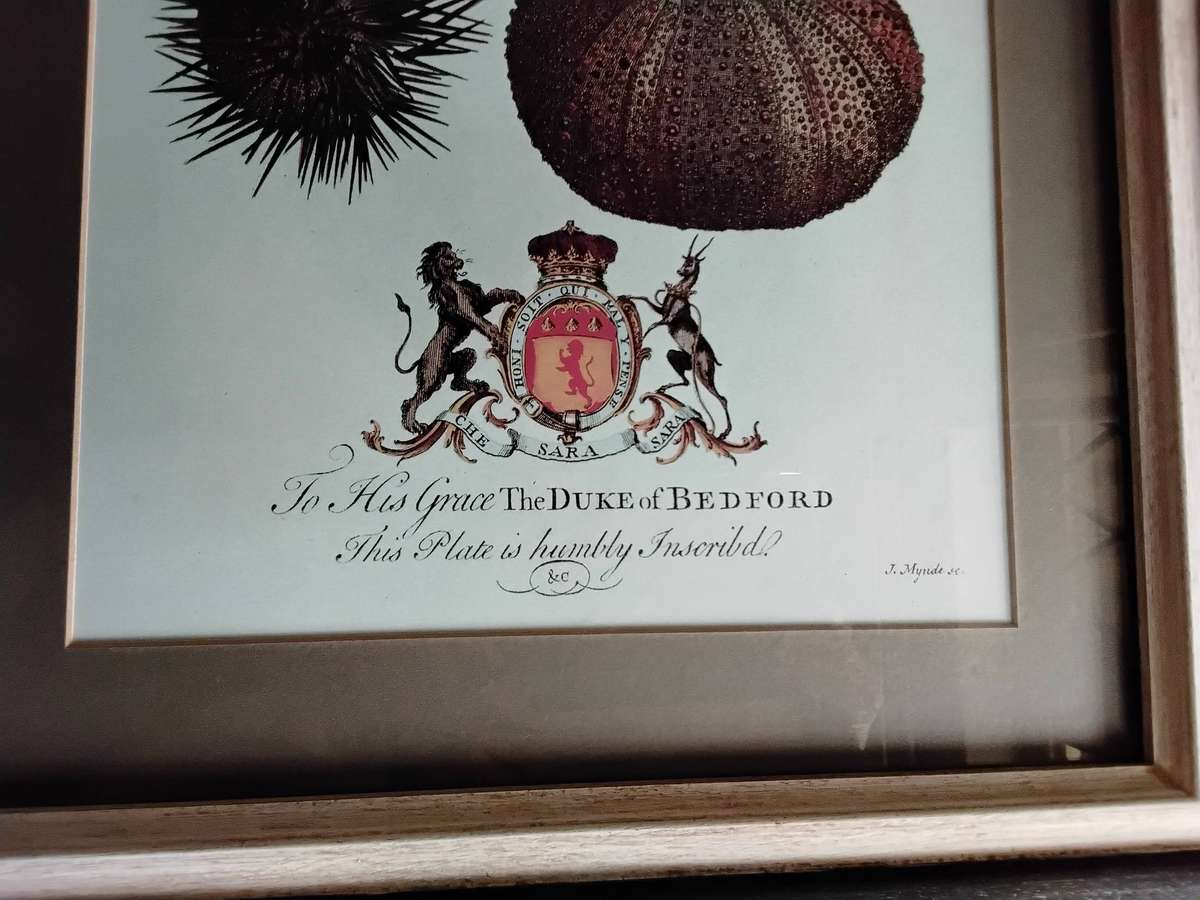 HONI · SOIT · QUI · MAL · Y · PENSE
CHE SARA SARA
To His Grace The DUKE of BEDFORD
This Plate is humbly Inscrib'd.
&c
J. Mynde sc.